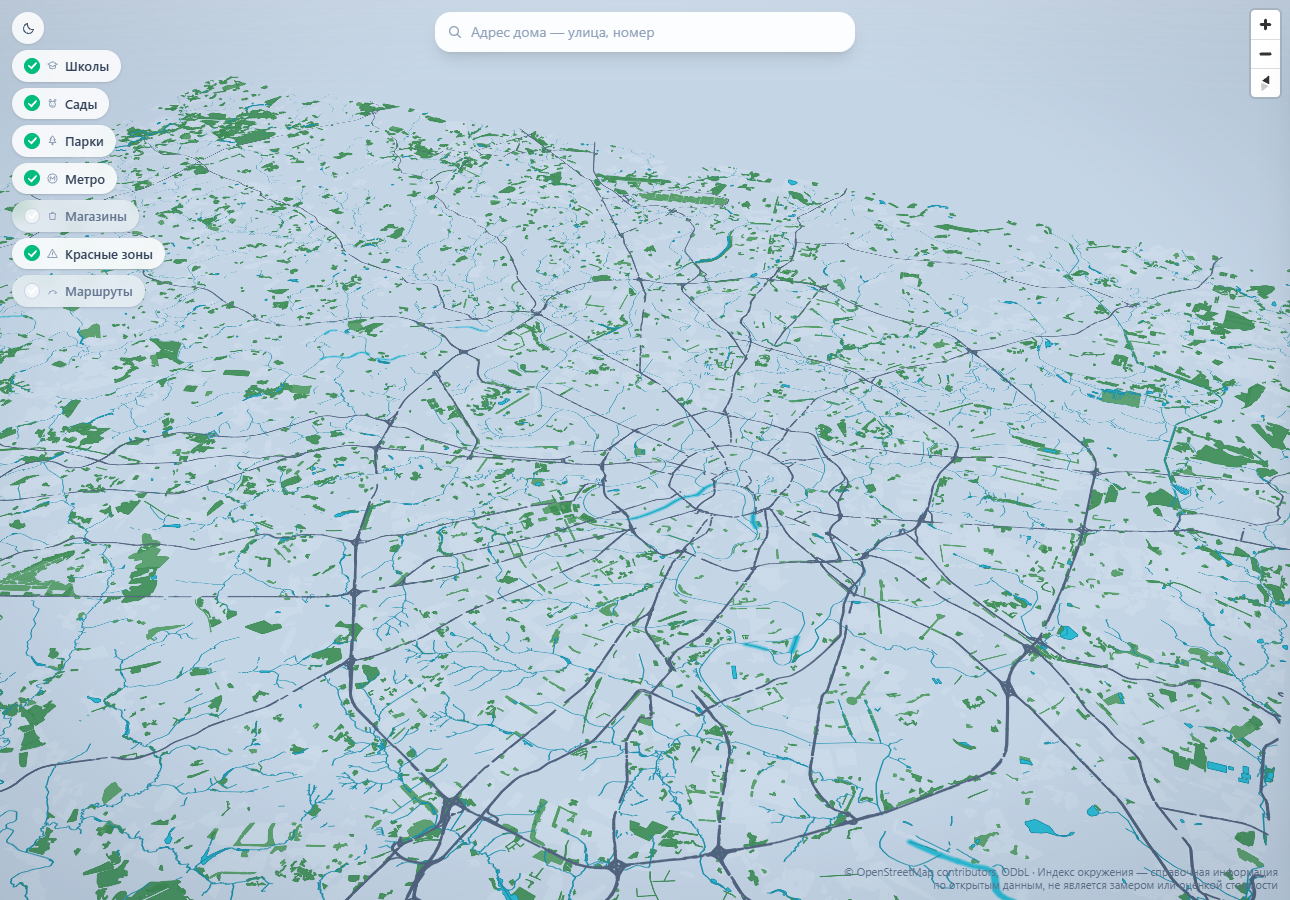 Адрес дома — улица, номер
Школы
Сады
Парки
Метро
Магазины
Красные зоны
Маршруты
© OpenStreetMap contributors, ODbL · Индекс окружения — справочная информация
по открытым данным, не является замером или оценкой стоимости